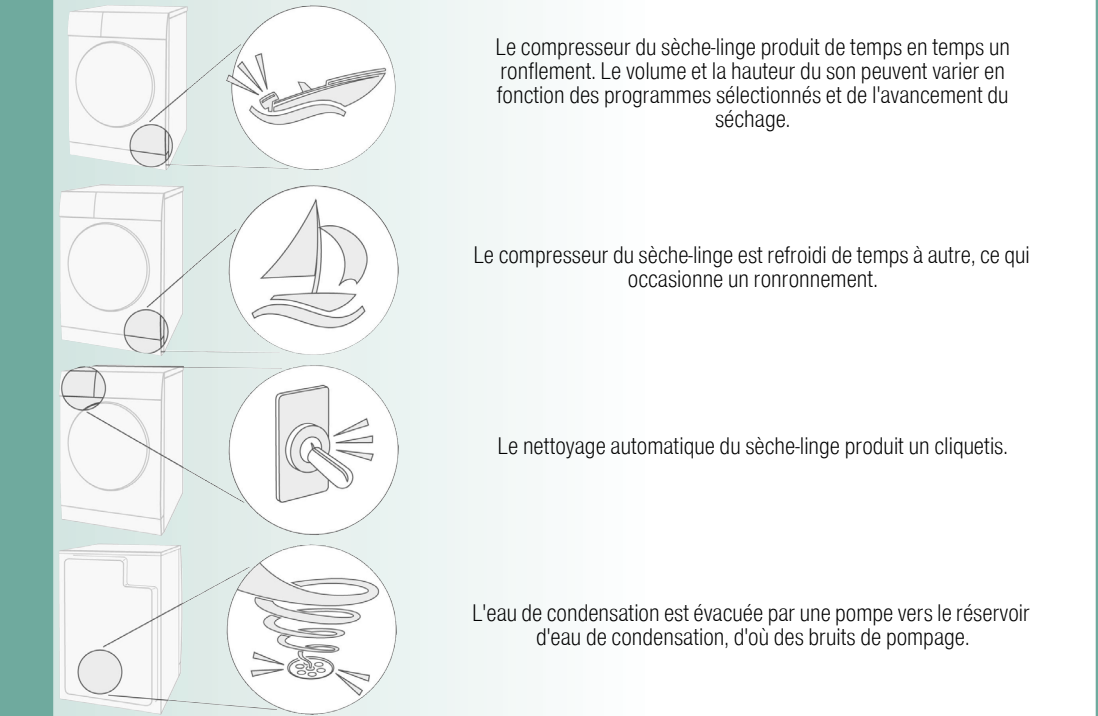 Le compresseur du sèche-linge produit de temps en temps un
ronflement. Le volume et la hauteur du son peuvent varier en
fonction des programmes sélectionnés et de l'avancement du
séchage.
Le compresseur du sèche-linge est refroidi de temps à autre, ce qui
occasionne un ronronnement.
Le nettoyage automatique du sèche-linge produit un cliquetis.
L'eau de condensation est évacuée par une pompe vers le réservoir
d'eau de condensation, d'où des bruits de pompage.